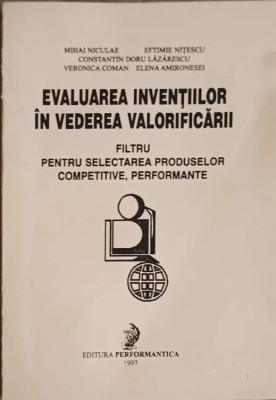 MIHAI NICULAE EFTIMIE NIȚESCU
CONSTANTIN DORU LĂZĂRESCU
VERONICA COMAN ELENA AMIRONESEI
EVALUAREA INVENȚIILOR
ÎN VEDEREA VALORIFICĂRII
FILTRU
PENTRU SELECTAREA PRODUSELOR
COMPETITIVE, PERFORMANTE
EDITURA PERFORMANTICA
1997